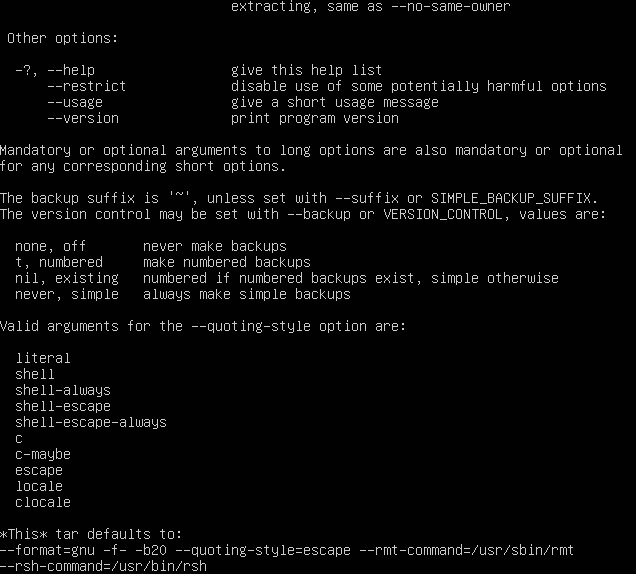 extracting, same as --no-same-owner
Other options:
-?, --help give this help list
--restrict disable use of some potentially harmful options
--usage give a short usage message
--version print program version
Mandatory or optional arguments to long options are also mandatory or optional
for any corresponding short options.
The backup suffix is '~', unless set with --suffix or SIMPLE_BACKUP_SUFFIX.
The version control may be set with --backup or VERSION_CONTROL, values are:
none, off never make backups
t, numbered make numbered backups
nil, existing numbered if numbered backups exist, simple otherwise
never, simple always make simple backups
Valid arguments for the --quoting-style option are:
literal
shell
shell-always
shell-escape
shell-escape-always
c
c-maybe
escape
locale
clocale
*This* tar defaults to:
--format=gnu -f- -b20 --quoting-style=escape --rmt-command=/usr/sbin/rmt
--rsh-command=/usr/bin/rsh